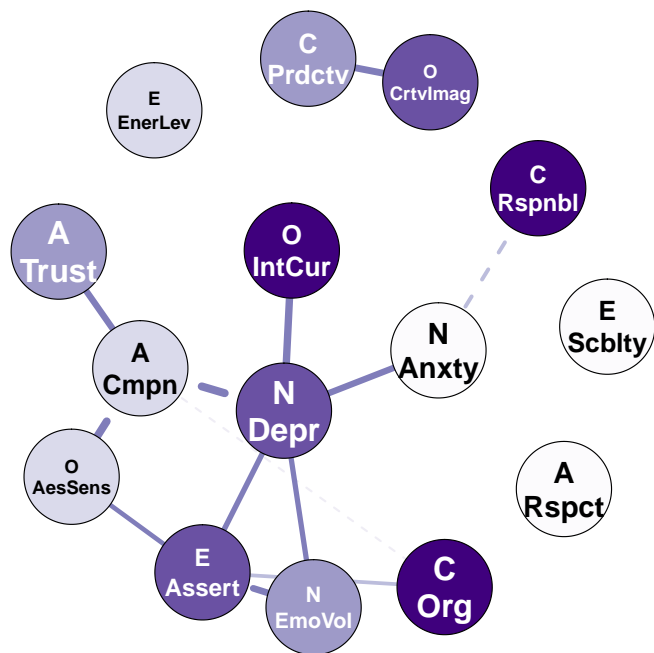 C
Prdctv
O
CrtvImag
E
EnerLev
C
Rspnbl
A
Trust
O
IntCur
E
Scblty
N
Anxty
A
Cmpn
N
Depr
O
AesSens
A
Rspct
E
Assert
C
Org
N
EmoVol